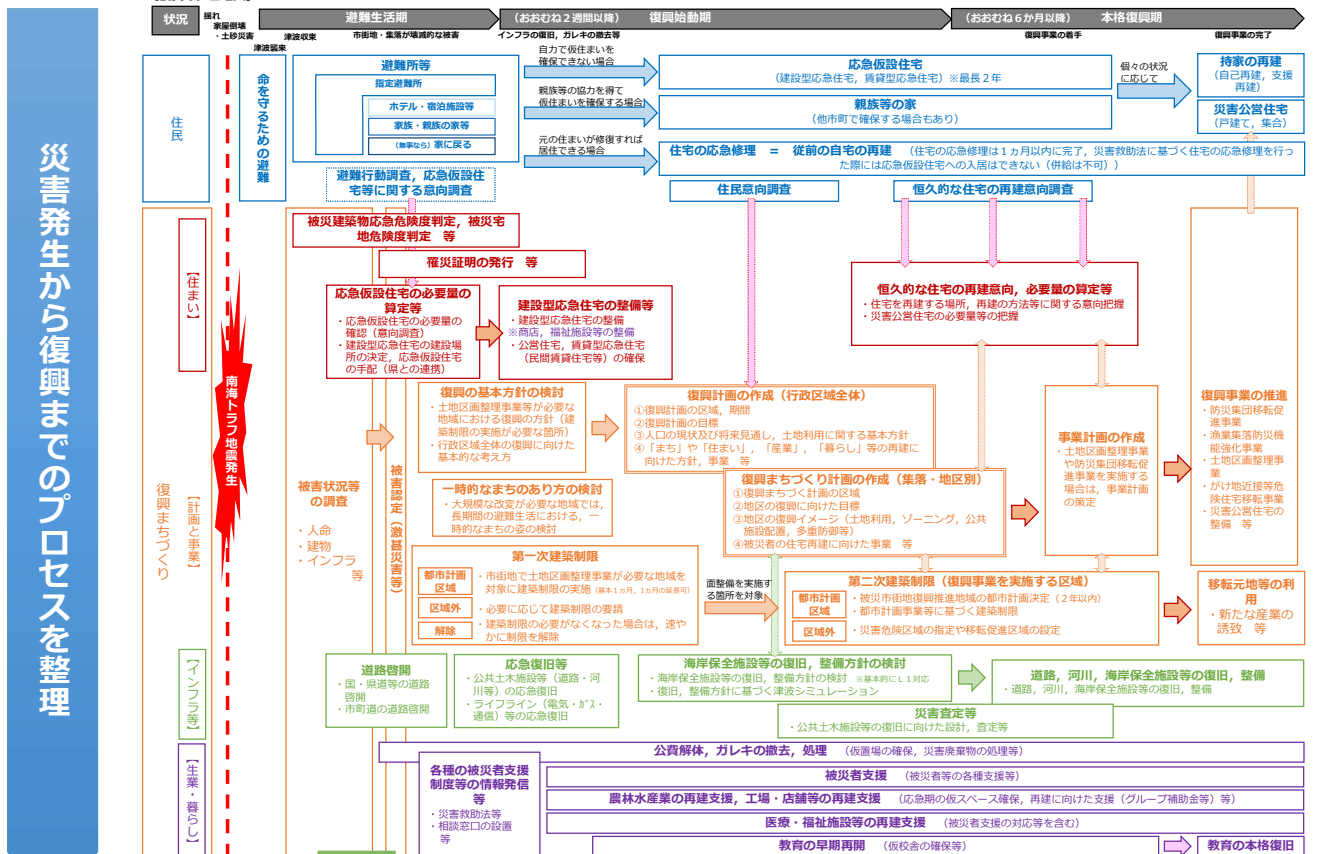 災害発生から復興までのプロセスを整理
状況
揺れ
家屋倒壊
・土砂災害
津波襲来
津波収束
避難生活期
市街地・集落が壊滅的な被害
(おおむね2週間以降)
復興始動期
インフラの復旧,ガレキの撤去等
(おおむね6か月以降)
本格復興期
復興事業の着手
復興事業の完了
住民
命を守るための避難
避難所等
指定避難所
ホテル・宿泊施設等
家族・親族の家等
(無事なら)家に戻る
避難行動調査,応急仮設住
宅等に関する意向調査
自力で仮住まいを
確保できない場合
親族等の協力を得て
仮住まいを確保する場合
元の住まいが修復すれば
居住できる場合
応急仮設住宅
(建設型応急住宅,賃貸型応急住宅)※最長2年
親族等の家
(他市町で確保する場合もあり)
住宅の応急修理 = 従前の自宅の再建 (住宅の応急修理は1ヵ月以内に完了,災害救助法に基づく住宅の応急修理を行っ
た際には応急仮設住宅への入居はできない(併給は不可))
個々の状況
に応じて
持家の再建
(自己再建,支援
再建)
災害公営住宅
(戸建て,集合)
住民意向調査
恒久的な住宅の再建意向調査
南海トラフ地震発生
復興まちづくり
【住まい】
被災建築物応急危険度判定,被災宅
地危険度判定 等
罹災証明の発行 等
応急仮設住宅の必要量の
算定等
・応急仮設住宅の必要量の
確認(意向調査)
・建設型応急住宅の建設場
所の決定,応急仮設住宅
の手配(県との連携)
建設型応急住宅の整備等
・建設型応急住宅の整備
※商店,福祉施設等の整備
・公営住宅,賃貸型応急住宅
(民間賃貸住宅等)の確保
恒久的な住宅の再建意向,必要量の算定等
・住宅を再建する場所,再建の方法等に関する意向把握
・災害公営住宅の必要量等の把握
【計画と事業】
被害状況等
の調査
・人命
・建物
・インフラ
等
被害認定(激甚災害等)
復興の基本方針の検討
・土地区画整理事業等が必要な
地域における復興の方針(建
築制限の実施が必要な箇所)
・行政区域全体の復興に向けた
基本的な考え方
一時的なまちのあり方の検討
・大規模な改変が必要な地域では,
長期間の避難生活における,一
時的なまちの姿の検討
第一次建築制限
都市計画
区域
・市街地で土地区画整理事業が必要な地域を
対象に建築制限の実施(基本1カ月,1カ月の延長可)
区域外
・必要に応じて建築制限の要請
解除
・建築制限の必要がなくなった場合は,速や
かに制限を解除
復興計画の作成(行政区域全体)
①復興計画の区域,期間
②復興計画の目標
③人口の現状及び将来見通し,土地利用に関する基本方針
④「まち」や「住まい」,「産業」,「暮らし」等の再建に
向けた方針,事業 等
復興まちづくり計画の作成(集落・地区別)
①復興まちづく計画の区域
②地区の復興に向けた目標
③地区の復興イメージ(土地利用,ゾーニング,公共
施設配置,多重防御等)
④被災者の住宅再建に向けた事業 等
面整備を実施す
る箇所を対象
第二次建築制限(復興事業を実施する区域)
都市計画
区域
・被災市街地復興推進地域の都市計画決定(2年以内)
・都市計画事業等に基づく建築制限
区域外
・災害危険区域の指定や移転促進区域の設定
事業計画の作成
・土地区画整理事業
や防災集団移転促
進事業を実施する
場合は,事業計画
の策定
復興事業の推進
・防災集団移転促
進事業
・漁業集落防災機
能強化事業
・土地区画整理事
業
・がけ地近接等危
険住宅移転事業
・災害公営住宅の
整備 等
移転元地等の利
用
・新たな産業の
誘致 等
【インフラ等】
道路啓開
・国・県道等の道路
啓開
・市町道の道路啓開
応急復旧等
・公共土木施設等(道路・河
川等)の応急復旧
・ライフライン(電気・ガス・
通信)等の応急復旧
海岸保全施設等の復旧,整備方針の検討
・海岸保全施設等の復旧,整備方針の検討 ※基本的にL1対応
・復旧,整備方針に基づく津波シミュレーション
道路,河川,海岸保全施設等の復旧,整備
・道路,河川,海岸保全施設等の復旧,整備
災害査定等
・公共土木施設等の復旧に向けた設計,査定等
【生業・暮らし】
公費解体,ガレキの撤去,処理 (仮置場の確保,災害廃棄物の処理等)
各種の被災者支援
制度等の情報発信
等
・災害救助法等
・相談窓口の設置
等
被災者支援 (被災者等の各種支援等)
農林水産業の再建支援,工場・店舗等の再建支援 (応急期の仮スペース確保,再建に向けた支援(グループ補助金等)等)
医療・福祉施設等の再建支援 (被災者支援の対応等を含む)
教育の早期再開 (仮校舎の確保等)
教育の本格復旧